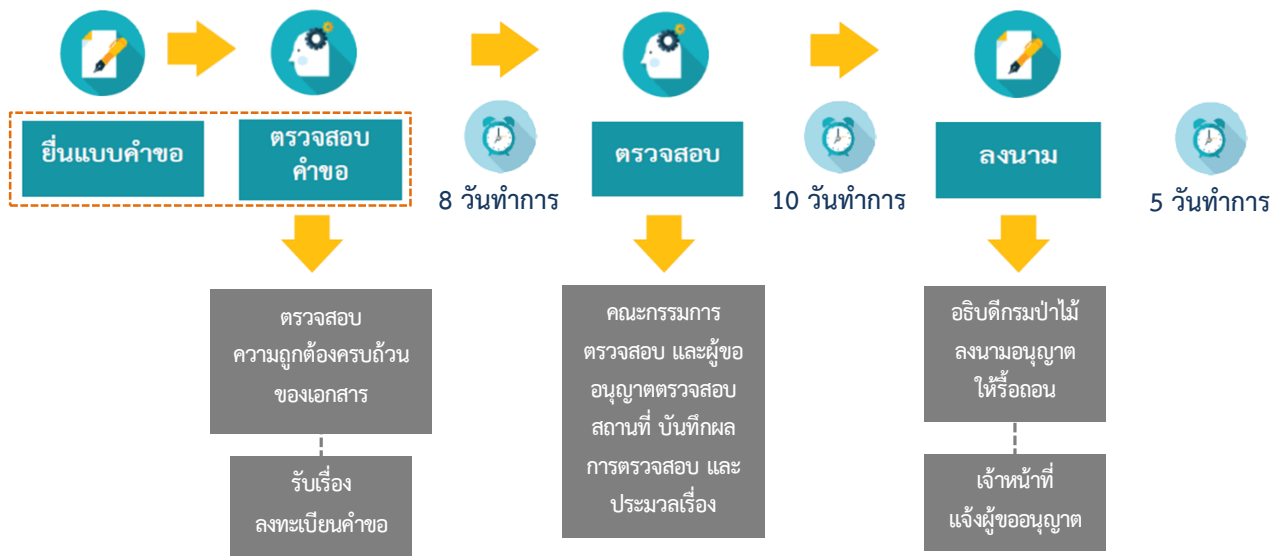 ยื่นแบบคำขอ
ตรวจสอบ
คำขอ
8 วันทำการ
ตรวจสอบ
10 วันทำการ
ลงนาม
5 วันทำการ
ตรวจสอบ
ความถูกต้องครบถ้วน
ของเอกสาร
รับเรื่อง
ลงทะเบียนคำขอ
คณะกรรมการ
ตรวจสอบ และผู้ขอ
อนุญาตตรวจสอบ
สถานที่ บันทึกผล
การตรวจสอบ และ
ประมวลเรื่อง
อธิบดีกรมป่าไม้
ลงนามอนุญาต
ให้รื้อถอน
เจ้าหน้าที่
แจ้งผู้ขออนุญาต